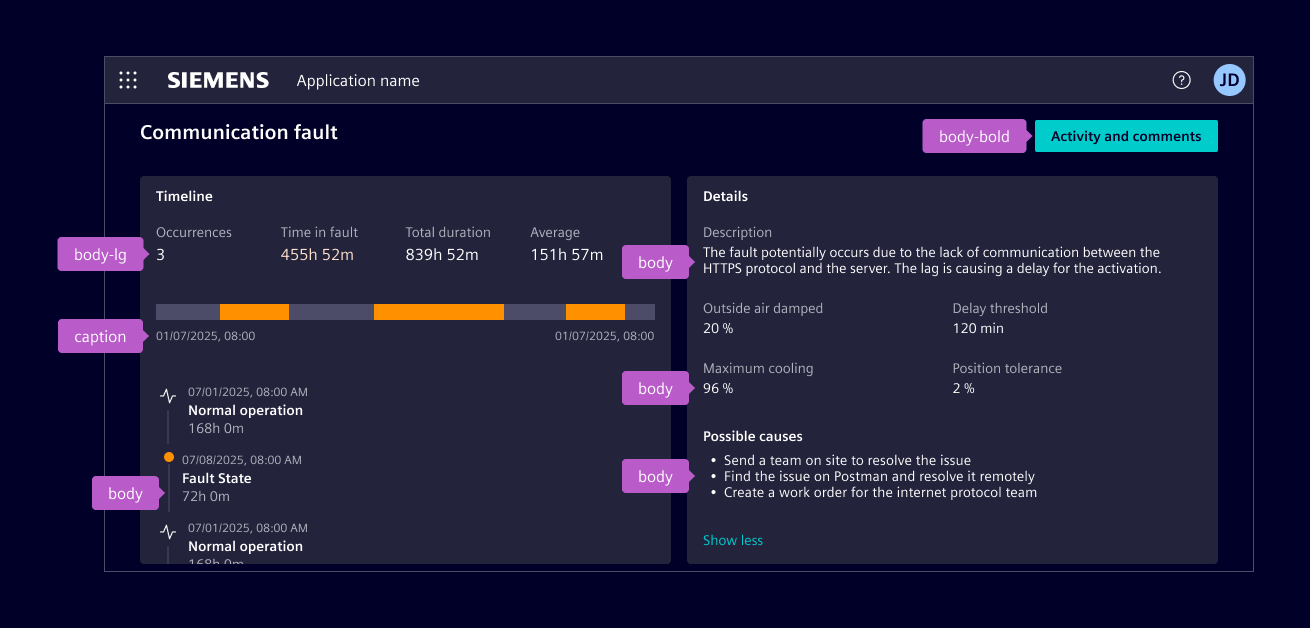 SIEMENS Application name ? JD
Communication fault
body-bold
Activity and comments
Timeline
Occurrences Time in fault Total duration Average
body-lg
3 455h 52m 839h 52m 151h 57m
caption
01/07/2025, 08:00 01/07/2025, 08:00
07/01/2025, 08:00 AM
Normal operation
168h 0m
07/08/2025, 08:00 AM
Fault State
body
72h 0m
07/01/2025, 08:00 AM
Normal operation
168h 0m
Details
Description
body
The fault potentially occurs due to the lack of communication between the
HTTPS protocol and the server. The lag is causing a delay for the activation.
Outside air damped Delay threshold
20 % 120 min
Maximum cooling Position tolerance
body
96 % 2 %
Possible causes
body
• Send a team on site to resolve the issue
• Find the issue on Postman and resolve it remotely
• Create a work order for the internet protocol team
Show less